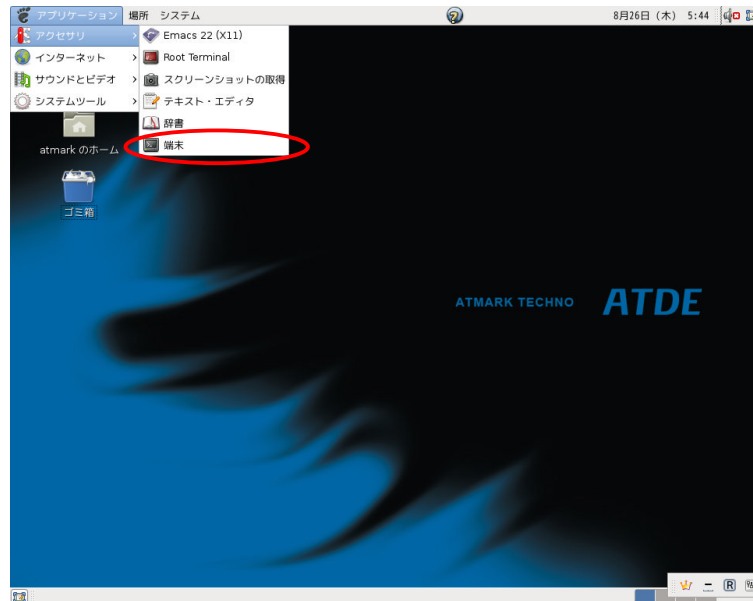 アプリケーション 場所 システム 8月26日 (木) 5:44
アクセサリ
インターネット
サウンドとビデオ
システムツール
Emacs 22 (X11)
Root Terminal
スクリーンショットの取得
テキスト・エディタ
辞書
端末
atmark のホーム
ゴミ箱
ATMARK TECHNO ATDE
R